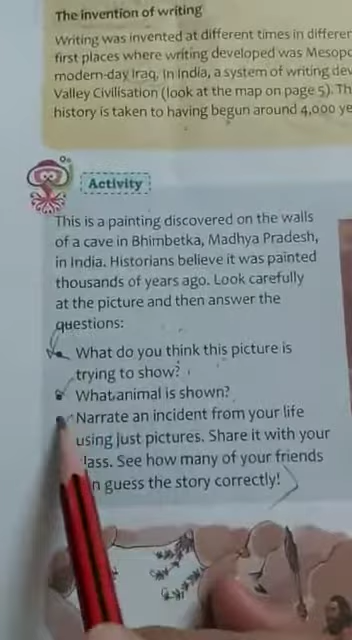 The invention of writing
Writing was invented at different times in differen
first places where writing developed was Mesopo
modern-day Iraq. In India, a system of writing dev
Valley Civilisation (look at the map on page 5). Th
history is taken to having begun around 4,000 ye
Activity
This is a painting discovered on the walls
of a cave in Bhimbetka, Madhya Pradesh,
in India. Historians believe it was painted
thousands of years ago. Look carefully
at the picture and then answer the
questions:
What do you think this picture is
trying to show?
What animal is shown?
Narrate an incident from your life
using just pictures. Share it with your
lass. See how many of your friends
n guess the story correctly!